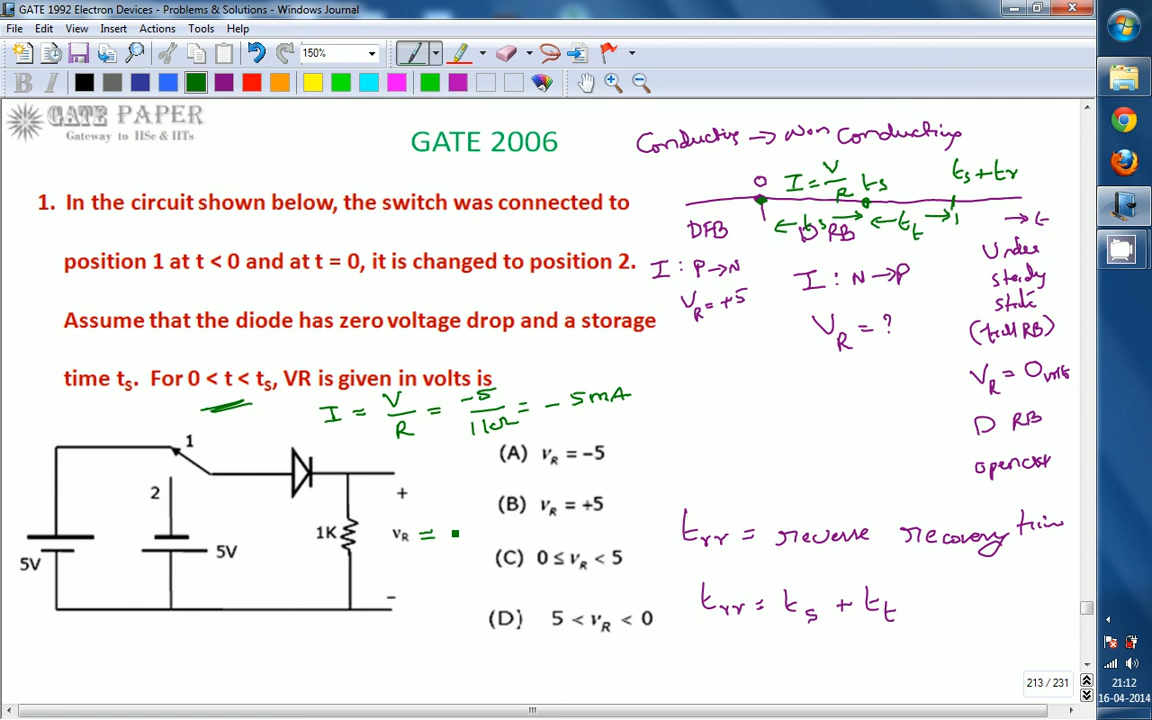 GATE 1992 Electron Devices - Problems & Solutions - Windows Journal
File Edit View Insert Actions Tools Help
150%
B I
GATE PAPER
Gateway to IISc & IITs
GATE 2006
Conductive → Non Conductive
1. In the circuit shown below, the switch was connected to
position 1 at t < 0 and at t = 0, it is changed to position 2.
Assume that the diode has zero voltage drop and a storage
time ts. For 0 < t < ts, VR is given in volts is
I = V/R = -5/1kΩ = - 5mA
0 I = V/R ts ts + tr
← ts → ← tt →
→ t
DFB D RB
I : P→N
VR = +5
I : N→P
VR = ?
Under
steady
state
(full RB)
VR = 0 volts
D RB
1
2
5V
5V
1K
+
vR =
–
(A) vR = –5
(B) vR = +5
(C) 0 ≤ vR < 5
(D) 5 < vR < 0
trr = reverse recovery time
trr = ts + tt
213 / 231
21:12
16-04-2014